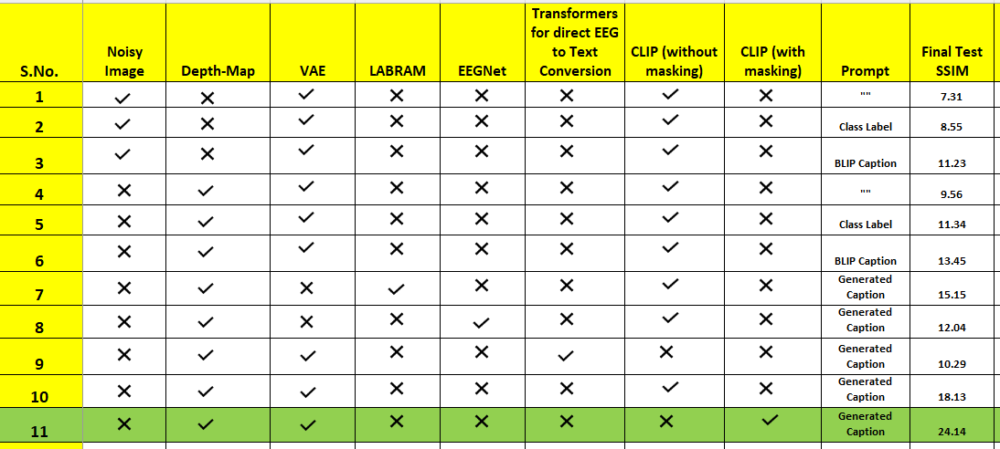 S.No. Noisy Image Depth-Map VAE LABRAM EEGNet Transformers for direct EEG to Text Conversion CLIP (without masking) CLIP (with masking) Prompt Final Test SSIM
1 ✓ ✕ ✓ ✕ ✕ ✕ ✓ ✕ "" 7.31
2 ✓ ✕ ✓ ✕ ✕ ✕ ✓ ✕ Class Label 8.55
3 ✓ ✕ ✓ ✕ ✕ ✕ ✓ ✕ BLIP Caption 11.23
4 ✕ ✓ ✓ ✕ ✕ ✕ ✓ ✕ "" 9.56
5 ✕ ✓ ✓ ✕ ✕ ✕ ✓ ✕ Class Label 11.34
6 ✕ ✓ ✓ ✕ ✕ ✕ ✓ ✕ BLIP Caption 13.45
7 ✕ ✓ ✕ ✓ ✕ ✕ ✓ ✕ Generated Caption 15.15
8 ✕ ✓ ✕ ✕ ✓ ✕ ✓ ✕ Generated Caption 12.04
9 ✕ ✓ ✓ ✕ ✕ ✓ ✕ ✕ Generated Caption 10.29
10 ✕ ✓ ✓ ✕ ✕ ✕ ✓ ✕ Generated Caption 18.13
11 ✕ ✓ ✓ ✕ ✕ ✕ ✕ ✓ Generated Caption 24.14